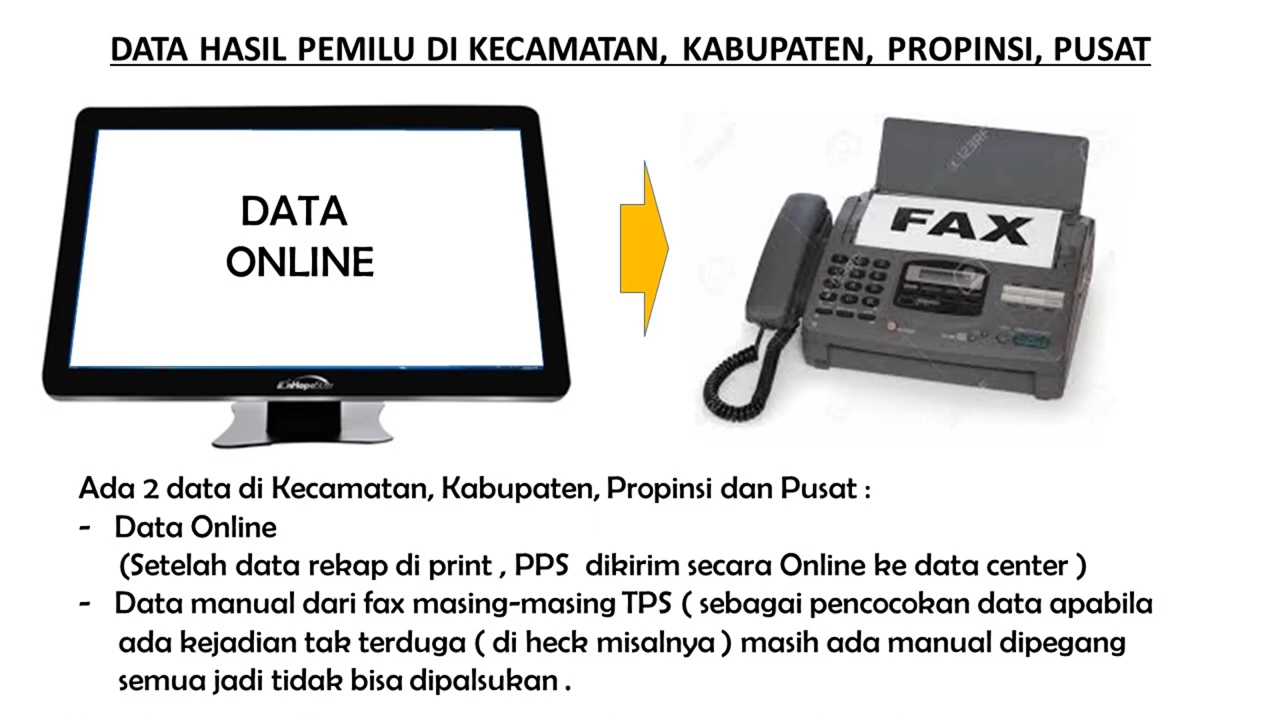 DATA HASIL PEMILU DI KECAMATAN, KABUPATEN, PROPINSI, PUSAT
DATA
ONLINE
FAX
123RF
Ada 2 data di Kecamatan, Kabupaten, Propinsi dan Pusat :
- Data Online
(Setelah data rekap di print , PPS dikirim secara Online ke data center )
- Data manual dari fax masing-masing TPS ( sebagai pencocokan data apabila
ada kejadian tak terduga ( di heck misalnya ) masih ada manual dipegang
semua jadi tidak bisa dipalsukan .